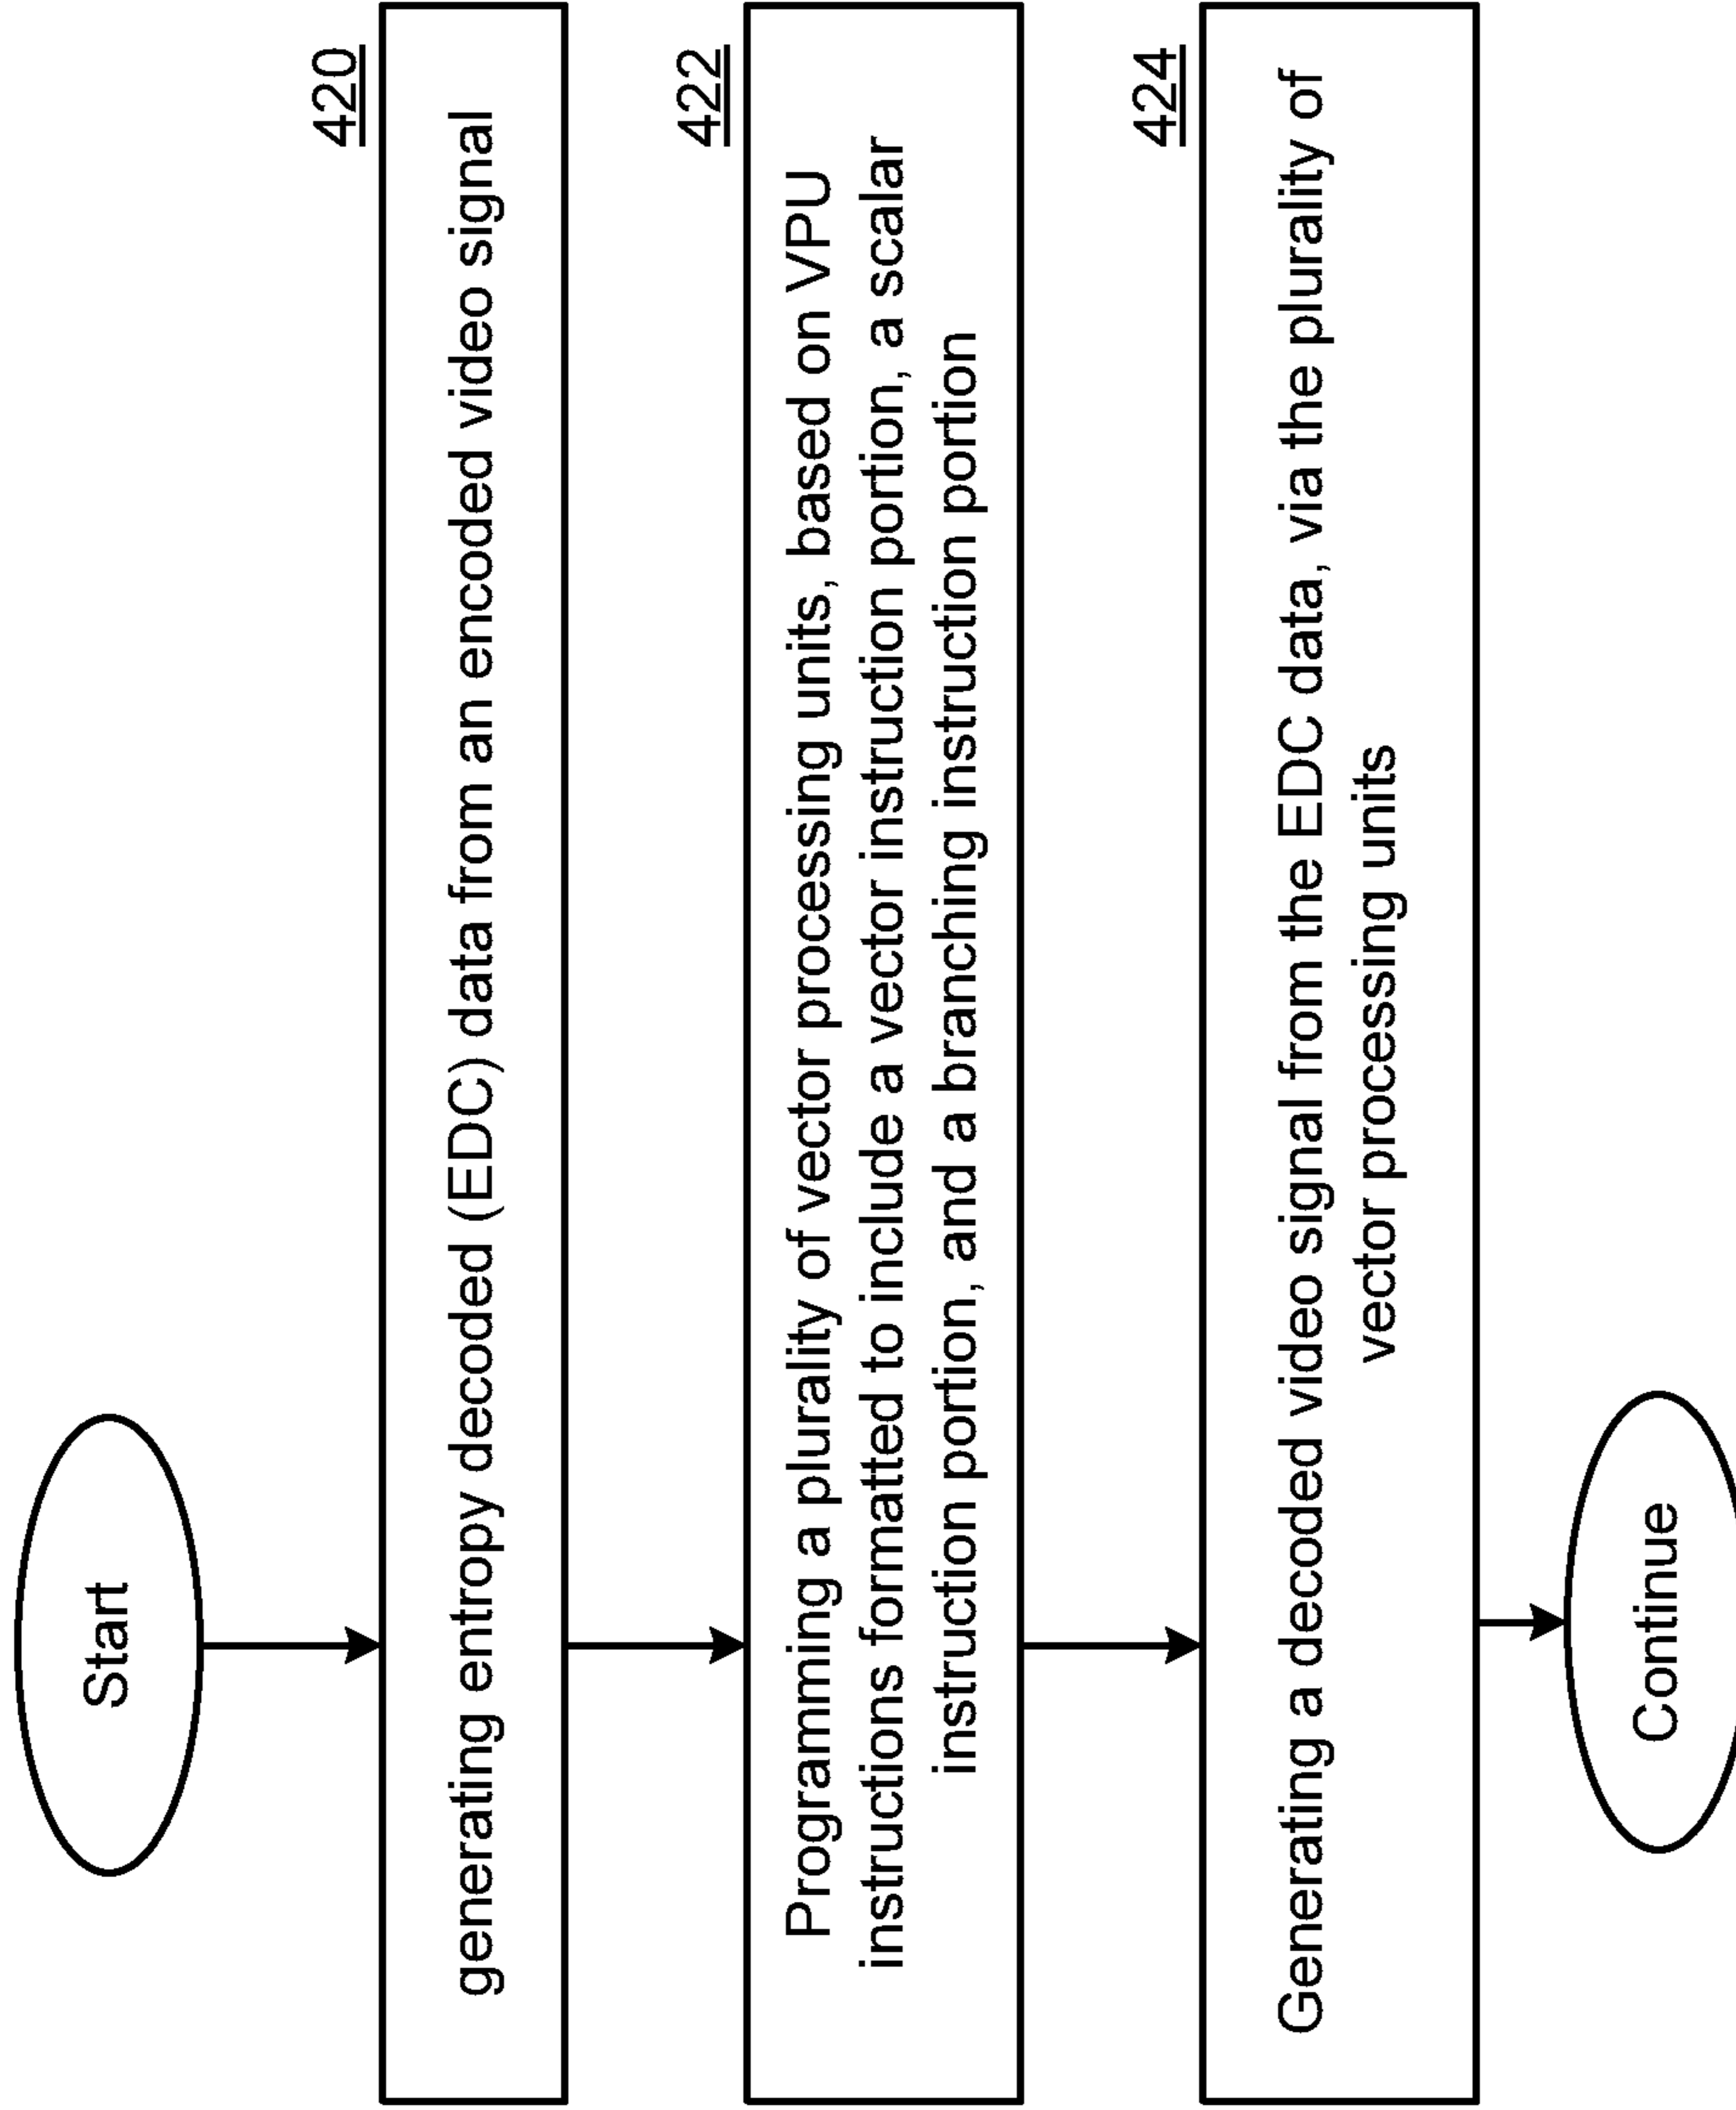 Start
420
generating entropy decoded (EDC) data from an encoded video signal
422
Programming a plurality of vector processing units, based on VPU
instructions formatted to include a vector instruction portion, a scalar
instruction portion, and a branching instruction portion
424
Generating a decoded video signal from the EDC data, via the plurality of
vector processing units
Continue